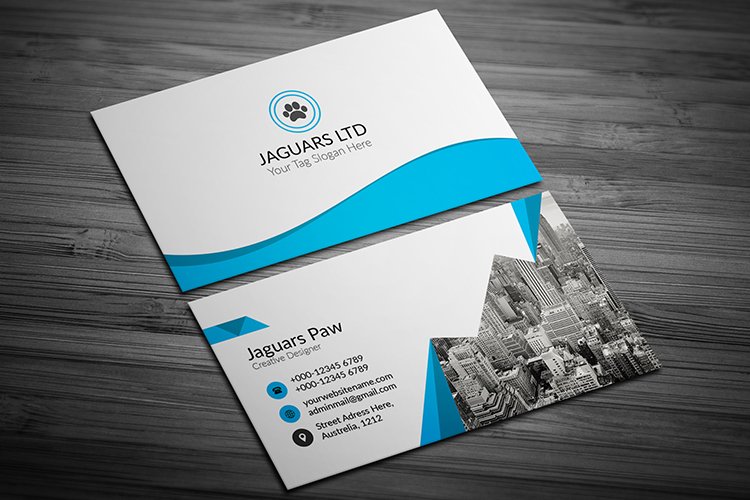 JAGUARS LTD
Your Tag Slogan Here
Jaguars Paw
Creative Designer
+000-12345 6789
+000-12345 6789
yourwebsitename.com
adminmail@gmail.com
Street Adress Here,
Austrelia, 1212